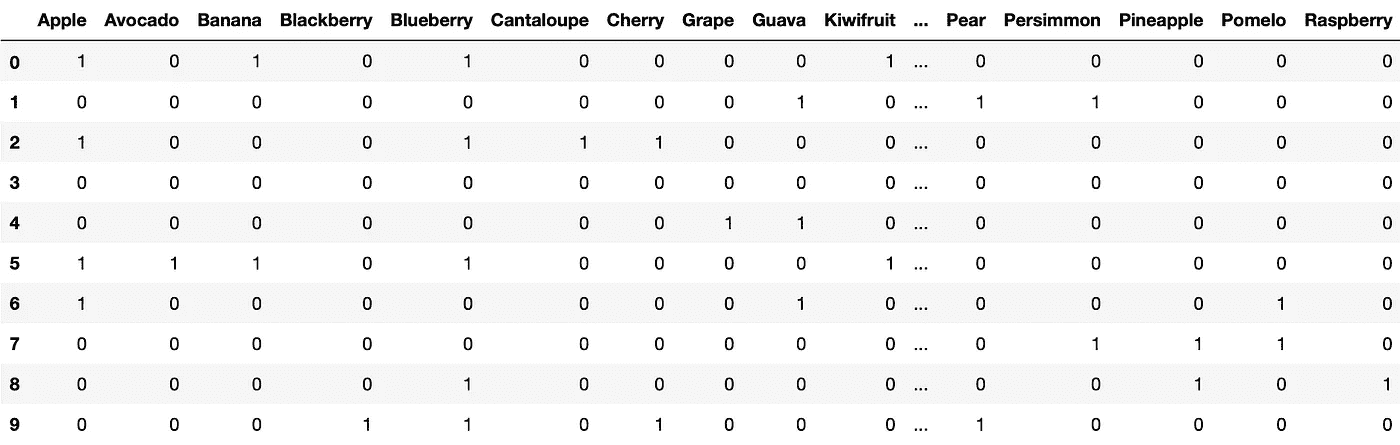 Apple Avocado Banana Blackberry Blueberry Cantaloupe Cherry Grape Guava Kiwifruit ... Pear Persimmon Pineapple Pomelo Raspberry
0 1 0 1 0 1 0 0 0 0 1 ... 0 0 0 0 0
1 0 0 0 0 0 0 0 0 1 0 ... 1 1 0 0 0
2 1 0 0 0 1 1 1 0 0 0 ... 0 0 0 0 0
3 0 0 0 0 0 0 0 0 0 0 ... 0 0 0 0 0
4 0 0 0 0 0 0 0 1 1 0 ... 0 0 0 0 0
5 1 1 1 0 1 0 0 0 0 1 ... 0 0 0 0 0
6 1 0 0 0 0 0 0 0 1 0 ... 0 0 0 1 0
7 0 0 0 0 0 0 0 0 0 0 ... 0 1 1 1 0
8 0 0 0 0 1 0 0 0 0 0 ... 0 0 1 0 1
9 0 0 0 1 1 0 1 0 0 0 ... 1 0 0 0 0